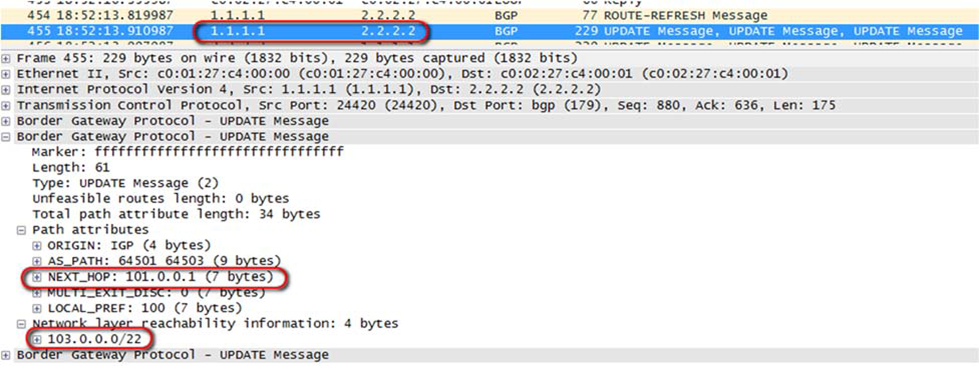 454 18:52:13.819987 1.1.1.1 2.2.2.2 BGP 77 ROUTE-REFRESH Message
455 18:52:13.910987 1.1.1.1 2.2.2.2 BGP 229 UPDATE Message, UPDATE Message, UPDATE Message
Frame 455: 229 bytes on wire (1832 bits), 229 bytes captured (1832 bits)
Ethernet II, Src: c0:01:27:c4:00:00 (c0:01:27:c4:00:00), Dst: c0:02:27:c4:00:01 (c0:02:27:c4:00:01)
Internet Protocol Version 4, Src: 1.1.1.1 (1.1.1.1), Dst: 2.2.2.2 (2.2.2.2)
Transmission Control Protocol, Src Port: 24420 (24420), Dst Port: bgp (179), Seq: 880, Ack: 636, Len: 175
Border Gateway Protocol - UPDATE Message
Border Gateway Protocol - UPDATE Message
Marker: ffffffffffffffffffffffffffffffff
Length: 61
Type: UPDATE Message (2)
Unfeasible routes length: 0 bytes
Total path attribute length: 34 bytes
Path attributes
ORIGIN: IGP (4 bytes)
AS_PATH: 64501 64503 (9 bytes)
NEXT_HOP: 101.0.0.1 (7 bytes)
MULTI_EXIT_DISC: 0 (7 bytes)
LOCAL_PREF: 100 (7 bytes)
Network layer reachability information: 4 bytes
103.0.0.0/22
Border Gateway Protocol - UPDATE Message